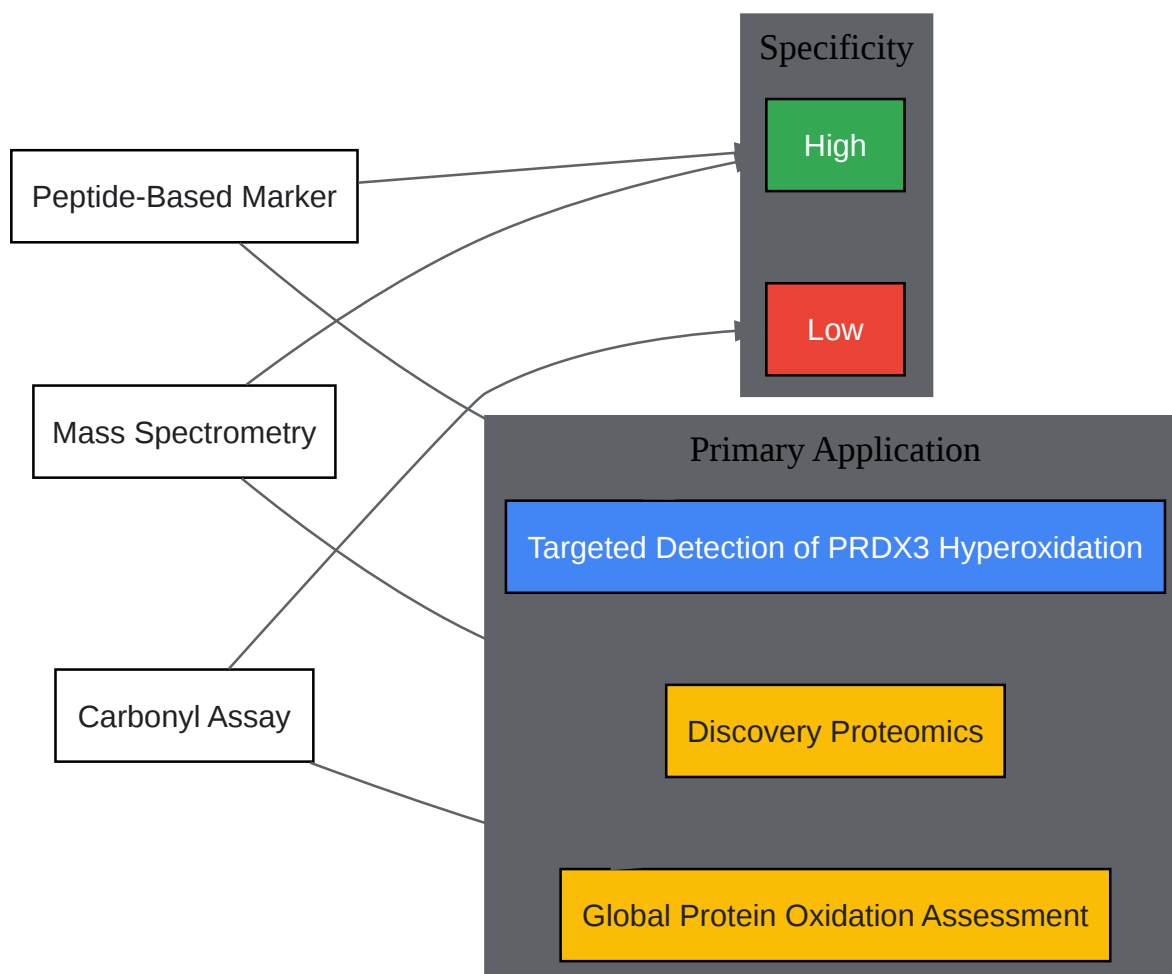 Specificity
High
Peptide-Based Marker
Low
Mass Spectrometry
Primary Application
Targeted Detection of PRDX3 Hyperoxidation
Carbonyl Assay
Discovery Proteomics
Global Protein Oxidation Assessment